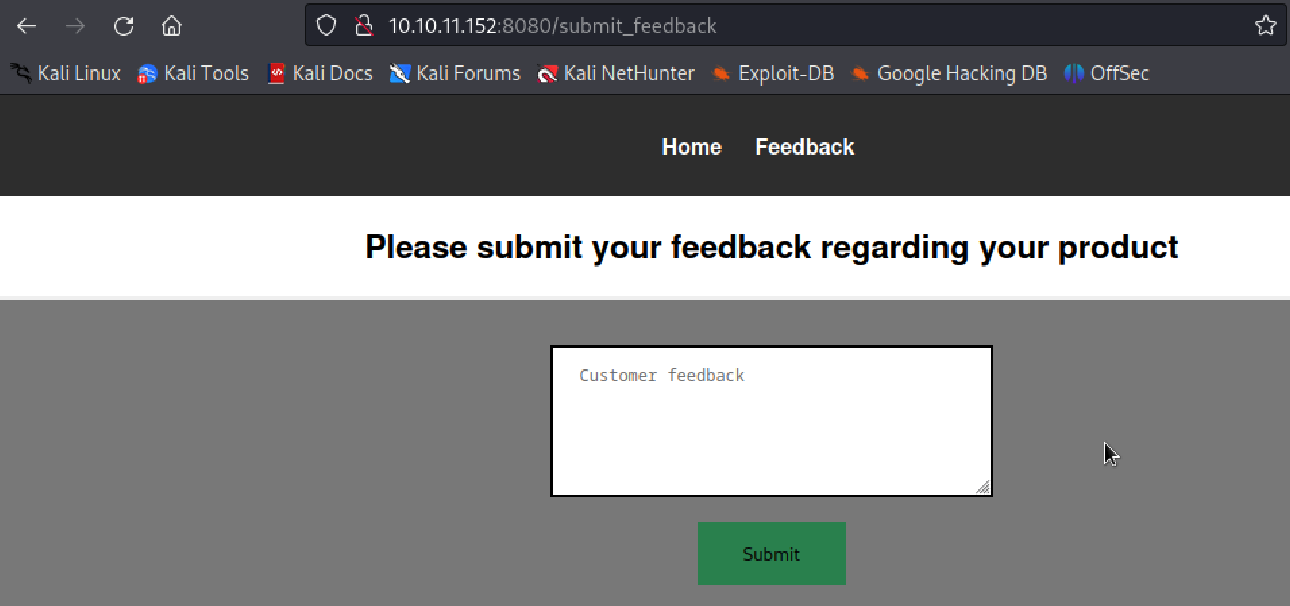 10.10.11.152:8080/submit_feedback
Kali Linux Kali Tools Kali Docs Kali Forums Kali NetHunter Exploit-DB Google Hacking DB OffSec
Home Feedback
Please submit your feedback regarding your product
Customer feedback
Submit